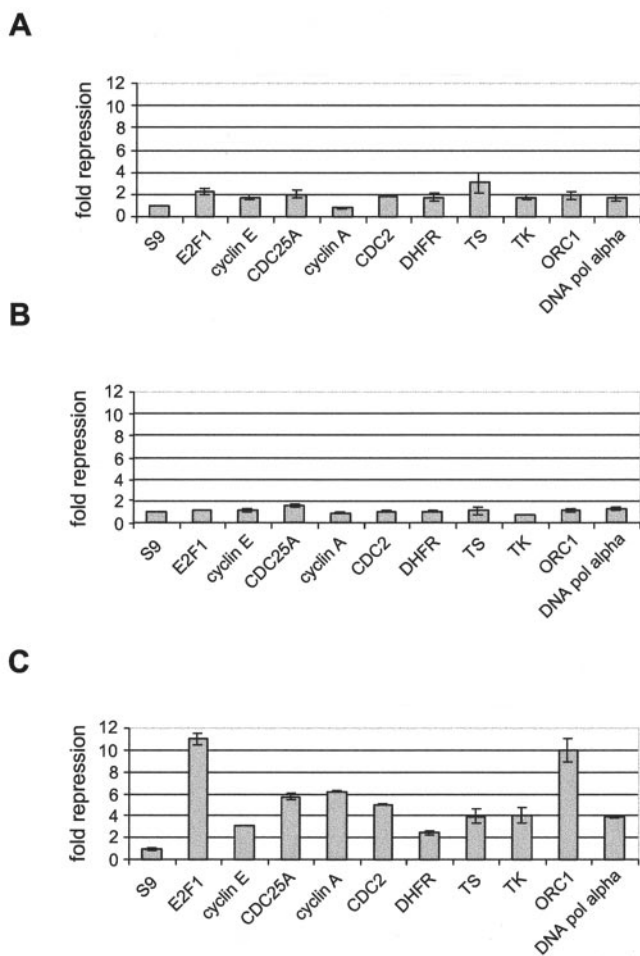 A
fold repression
12
10
8
6
4
2
0
S9
E2F1
cyclin E
CDC25A
cyclin A
CDC2
DHFR
TS
TK
ORC1
DNA pol alpha
B
fold repression
12
10
8
6
4
2
0
S9
E2F1
cyclin E
CDC25A
cyclin A
CDC2
DHFR
TS
TK
ORC1
DNA pol alpha
C
fold repression
12
10
8
6
4
2
0
S9
E2F1
cyclin E
CDC25A
cyclin A
CDC2
DHFR
TS
TK
ORC1
DNA pol alpha